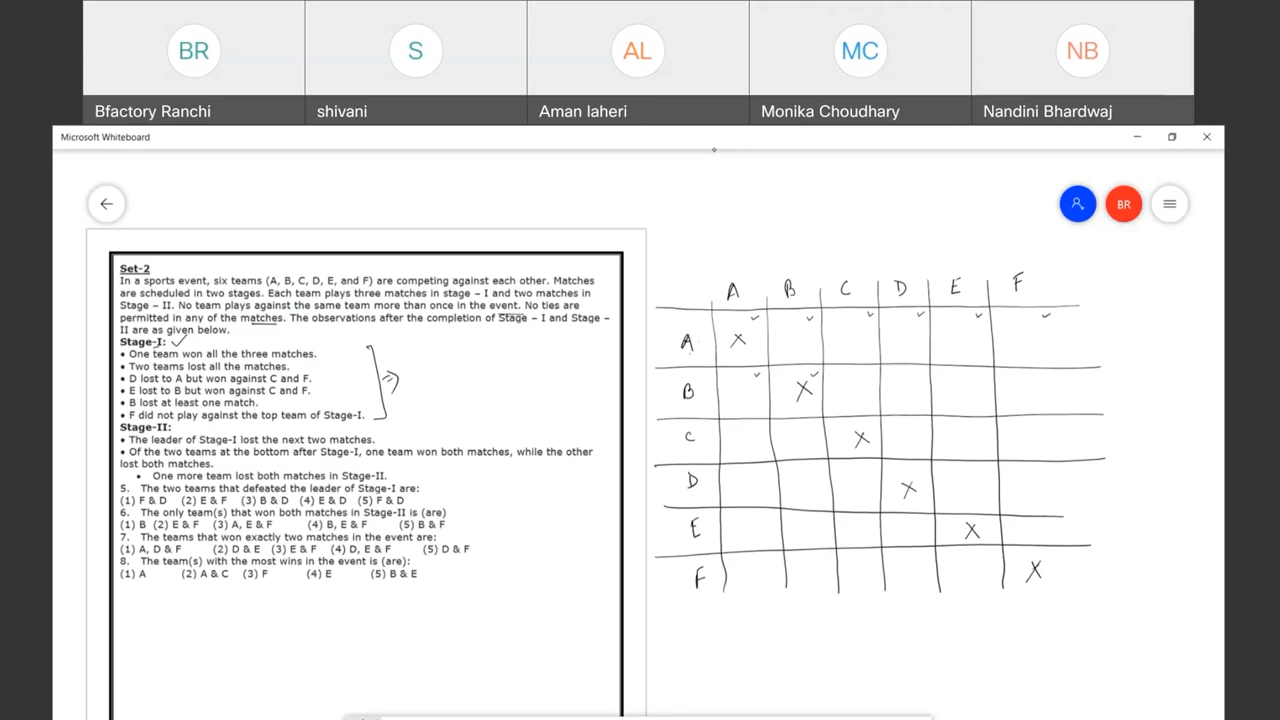 BR S AL MC NB
Bfactory Ranchi shivani Aman laheri Monika Choudhary Nandini Bhardwaj
Microsoft Whiteboard
BR
Set-2
In a sports event, six teams (A, B, C, D, E, and F) are competing against each other. Matches
are scheduled in two stages. Each team plays three matches in stage – I and two matches in
Stage – II. No team plays against the same team more than once in the event. No ties are
permitted in any of the matches. The observations after the completion of Stage – I and Stage –
II are as given below.
Stage-I:
• One team won all the three matches.
• Two teams lost all the matches.
• D lost to A but won against C and F.
• E lost to B but won against C and F.
• B lost at least one match.
• F did not play against the top team of Stage-I.
Stage-II:
• The leader of Stage-I lost the next two matches.
• Of the two teams at the bottom after Stage-I, one team won both matches, while the other
lost both matches.
• One more team lost both matches in Stage-II.
5. The two teams that defeated the leader of Stage-I are:
(1) F & D (2) E & F (3) B & D (4) E & D (5) F & D
6. The only team(s) that won both matches in Stage-II is (are)
(1) B (2) E & F (3) A, E & F (4) B, E & F (5) B & F
7. The teams that won exactly two matches in the event are:
(1) A, D & F (2) D & E (3) E & F (4) D, E & F (5) D & F
8. The team(s) with the most wins in the event is (are):
(1) A (2) A & C (3) F (4) E (5) B & E
A B C D E F
A X
B X
C X
D X
E X
F X